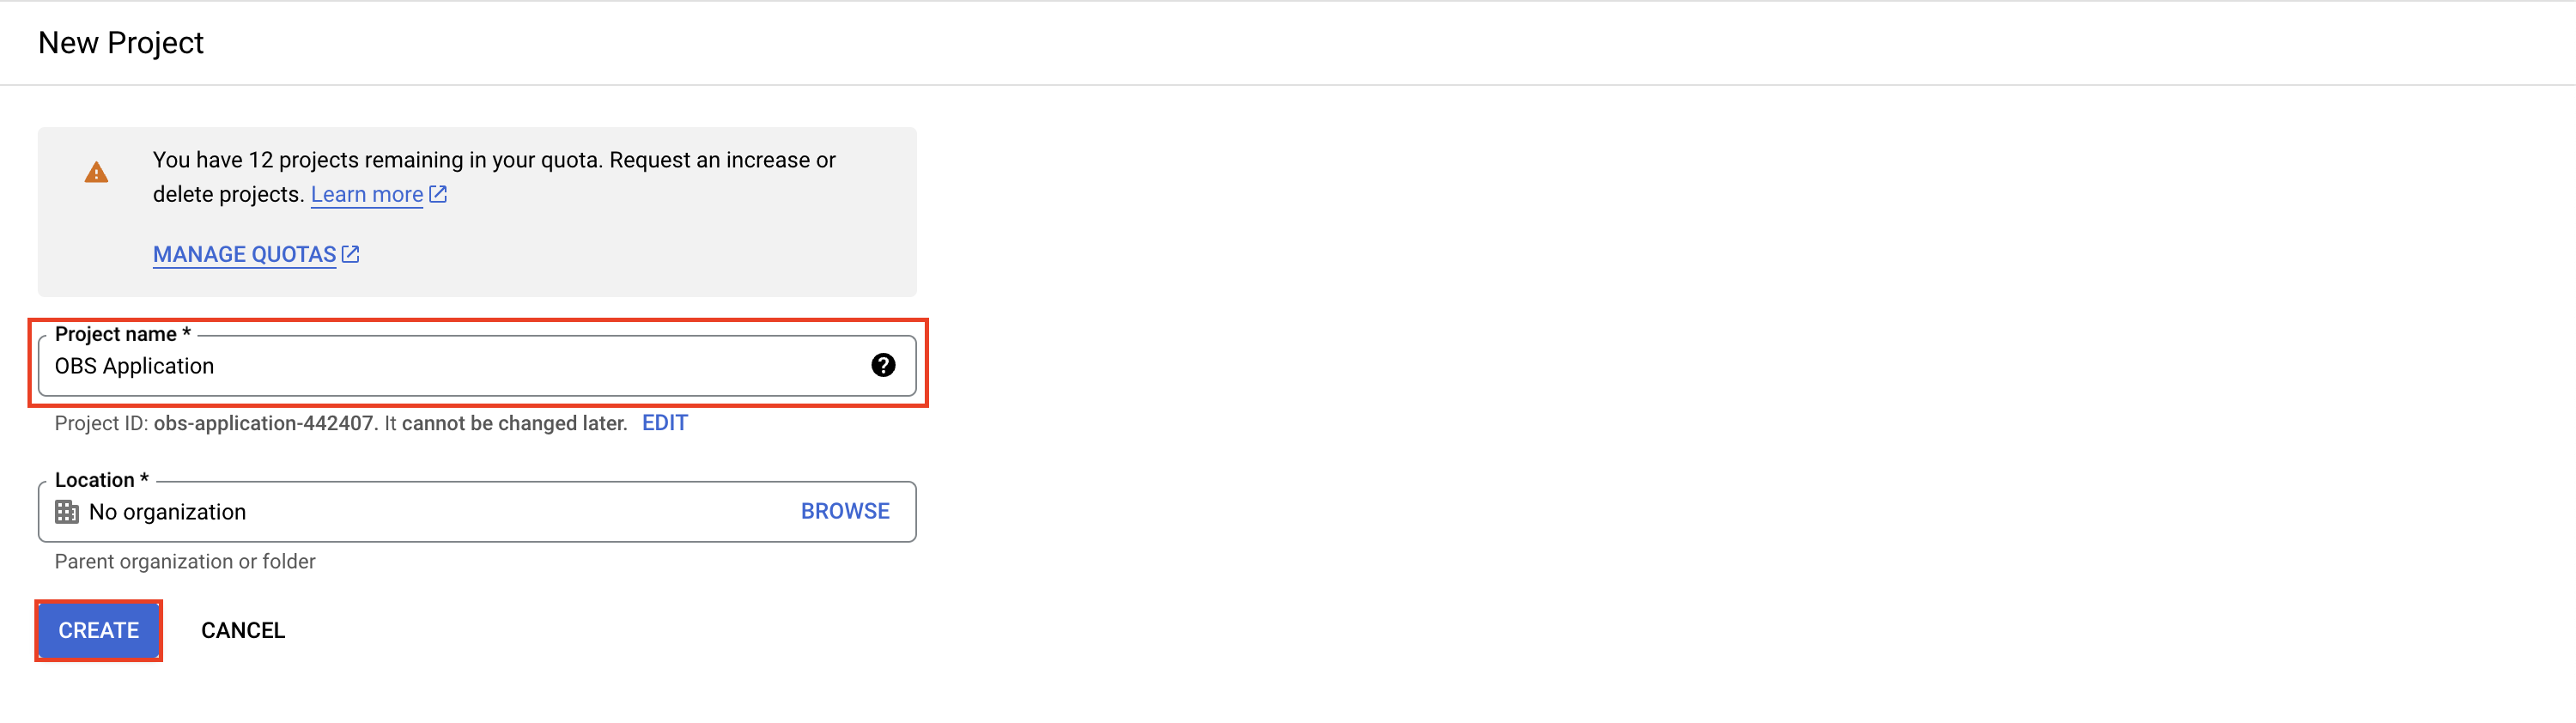 New Project
You have 12 projects remaining in your quota. Request an increase or
delete projects. Learn more
MANAGE QUOTAS
Project name *
OBS Application
Project ID: obs-application-442407. It cannot be changed later. EDIT
Location *
No organization BROWSE
Parent organization or folder
CREATE CANCEL